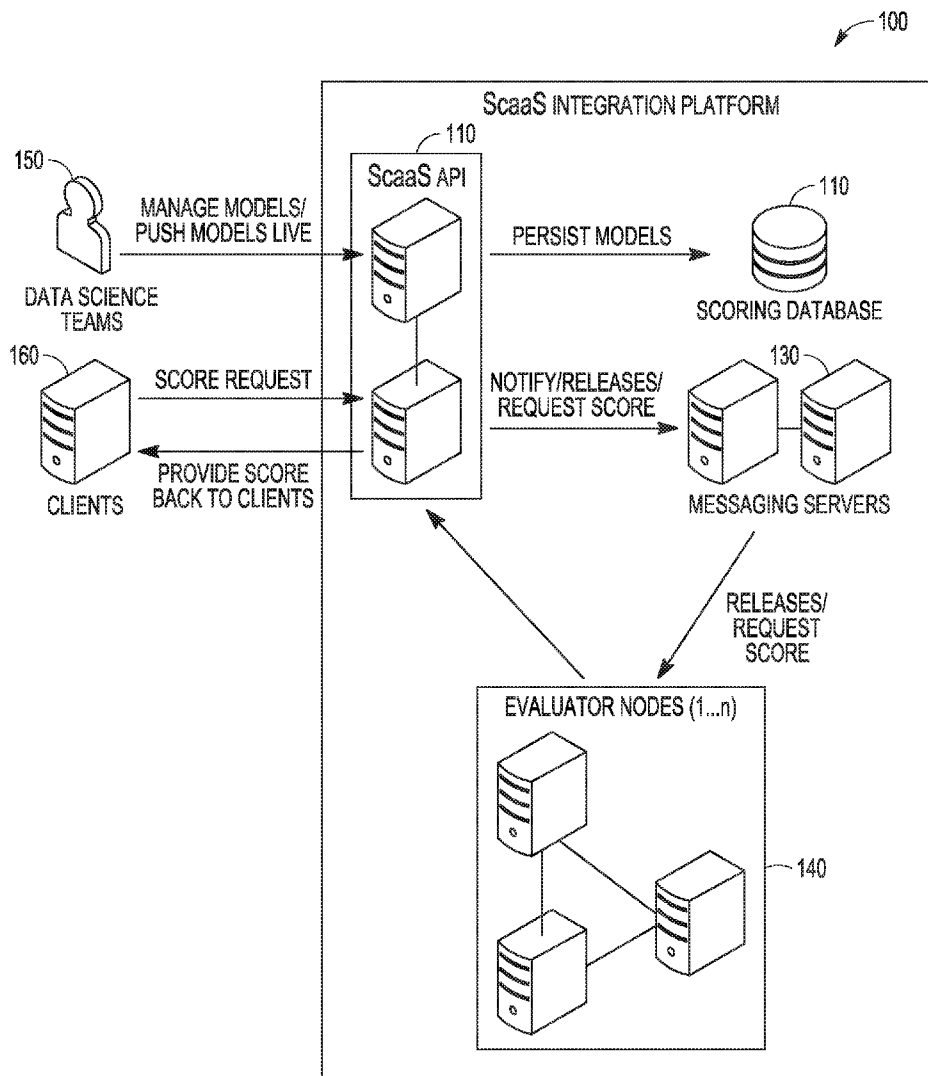 100
ScaaS INTEGRATION PLATFORM
110
ScaaS API
150
MANAGE MODELS/
PUSH MODELS LIVE
DATA SCIENCE
TEAMS
PERSIST MODELS
110
SCORING DATABASE
160
SCORE REQUEST
CLIENTS
PROVIDE SCORE
BACK TO CLIENTS
NOTIFY/RELEASES/
REQUEST SCORE
130
MESSAGING SERVERS
RELEASES/
REQUEST
SCORE
EVALUATOR NODES (1...n)
140